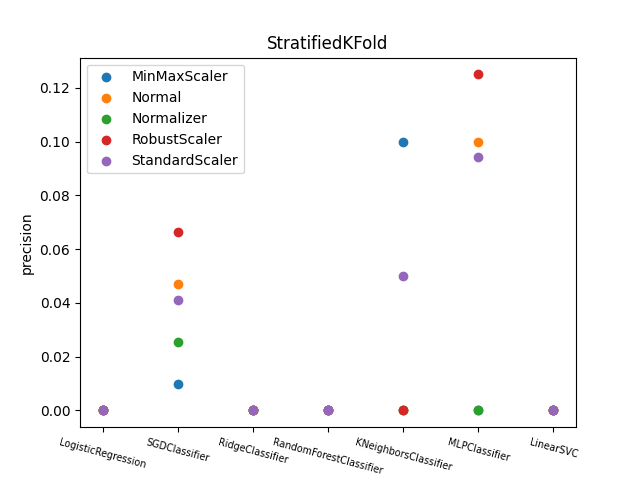 StratifiedKFold
MinMaxScaler
Normal
Normalizer
RobustScaler
StandardScaler
precision
0.12
0.10
0.08
0.06
0.04
0.02
0.00
LogisticRegression
SGDClassifier
RidgeClassifier
RandomForestClassifier
KNeighborsClassifier
MLPClassifier
LinearSVC